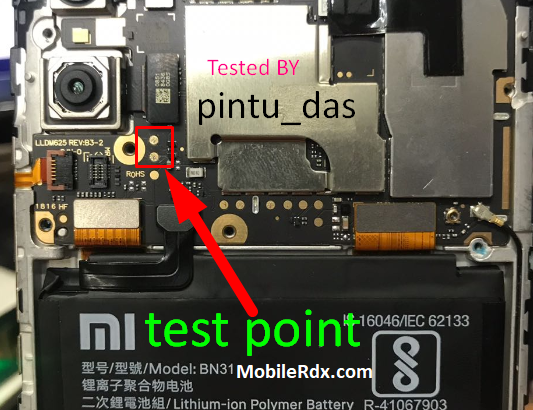 Tested BY
pintu_das
LLDM625 REV:B3-2
RoHS
1816 HF
test point
mi
16046/IEC 62133
型号/型號/Model: BN31
MobileRdx.com
锂离子聚合物电池
二次锂电池組/Lithium-ion Polymer Battery
R-41067903